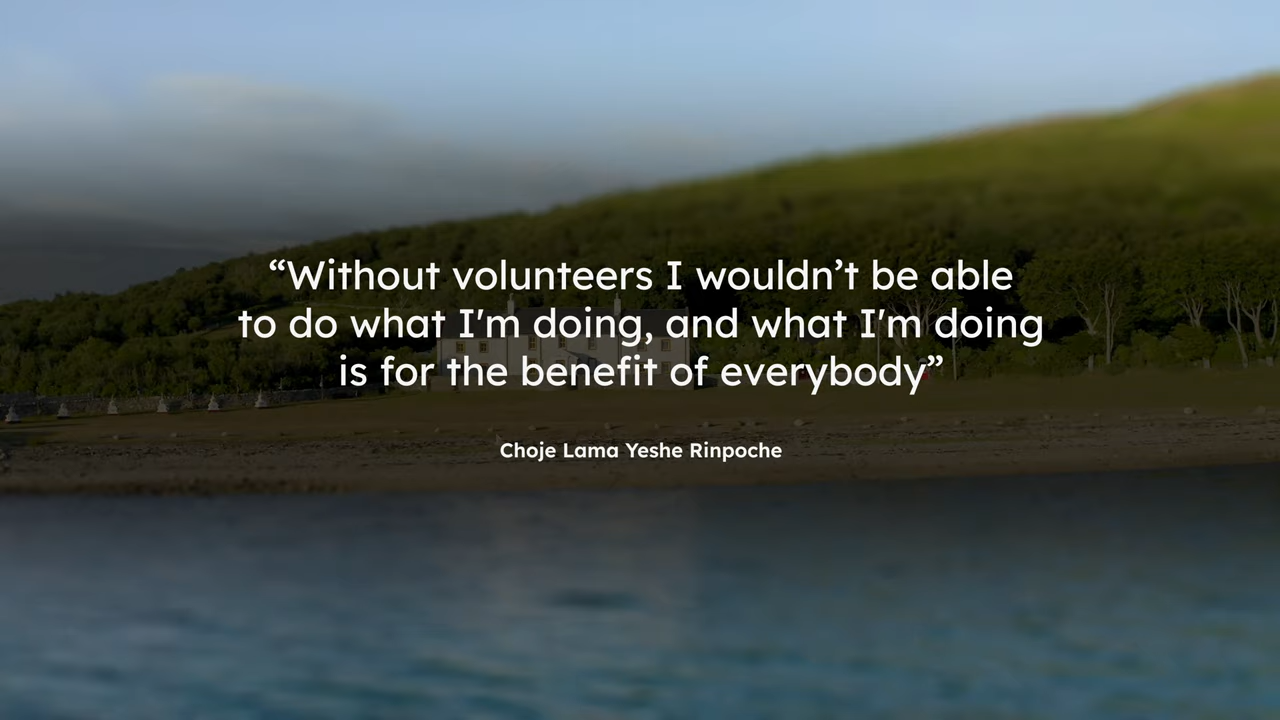 “Without volunteers I wouldn’t be able
to do what I'm doing, and what I'm doing
is for the benefit of everybody”
Choje Lama Yeshe Rinpoche